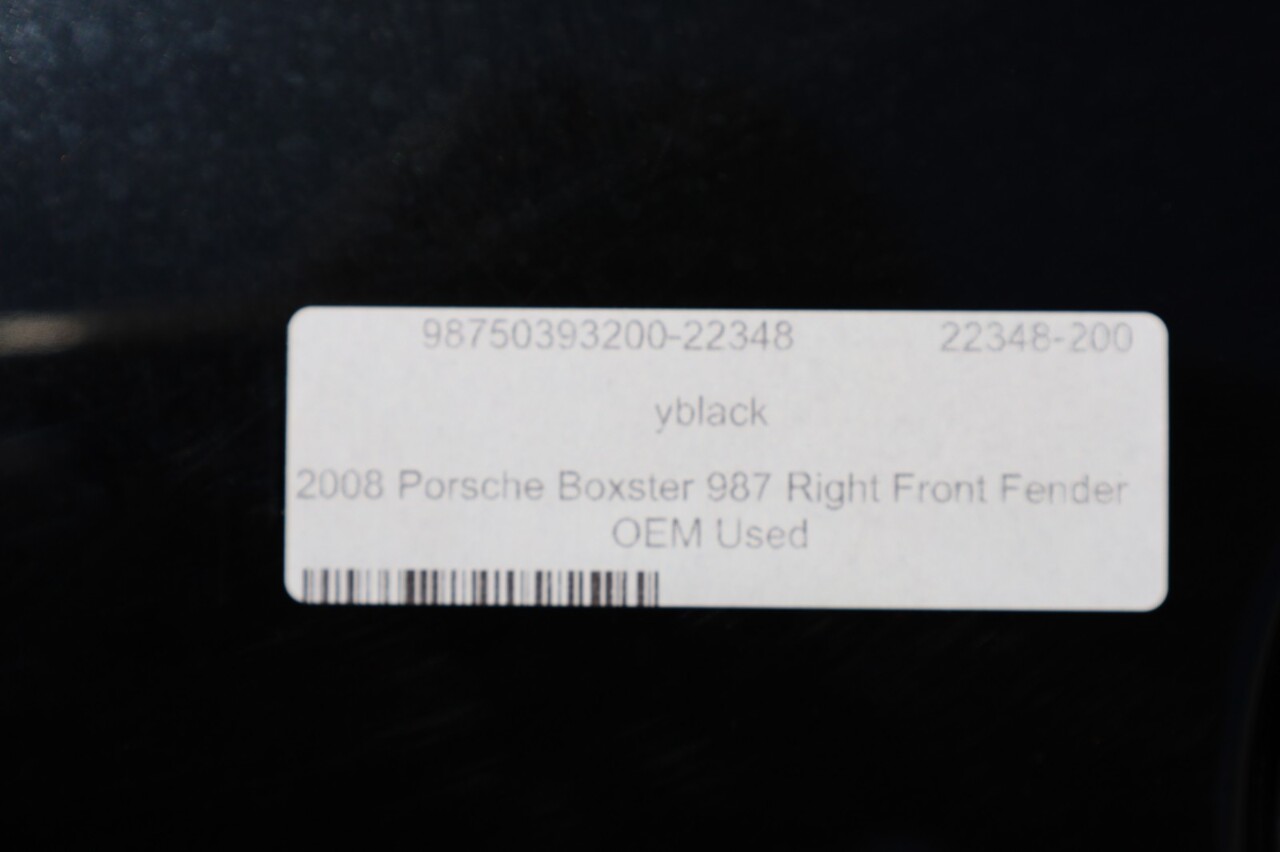 98750393200-22348 22348-200
yblack
2008 Porsche Boxster 987 Right Front Fender
OEM Used